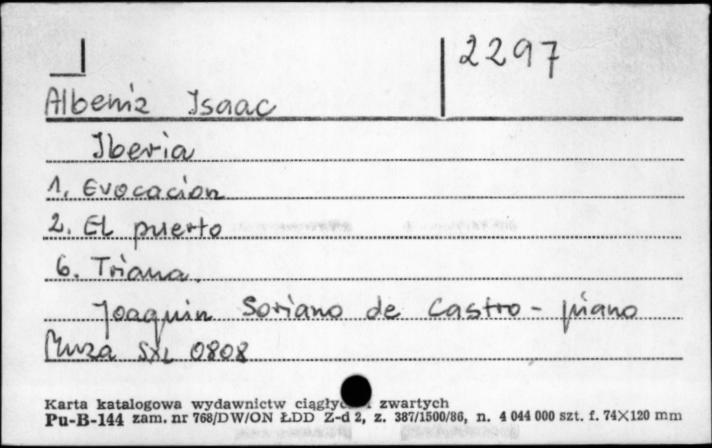 2297
Albeniz Isaac
Iberia
1. Evocacion
2. El puerto
6. Triana.
Joaquin Soriano de Castro - piano
Muza SXL 0808
Karta katalogowa wydawnictw zwartych
Pu-B-144 zam. nr 768/DW/ON ŁDD Z-d 2, z. 387/1500/86, n. 4 044 000 szt. f. 74X120 mm